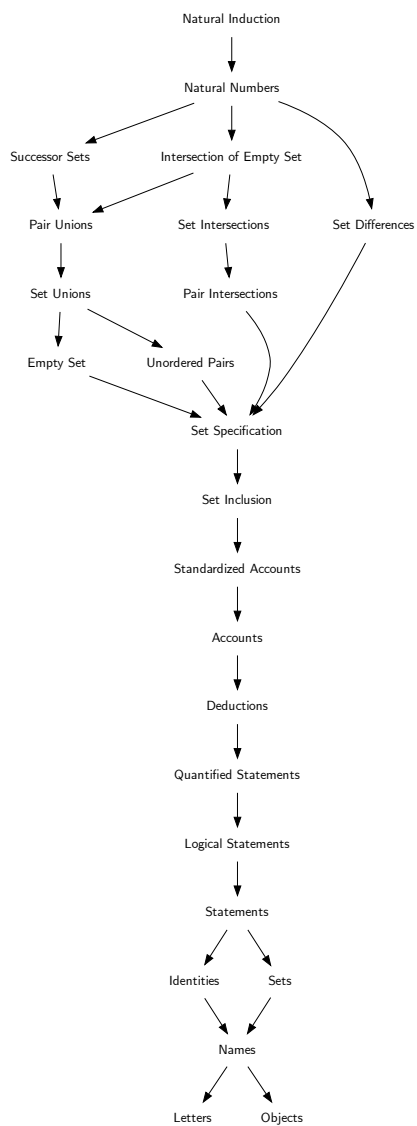 Natural Induction
Natural Numbers
Successor Sets
Intersection of Empty Set
Pair Unions
Set Intersections
Set Differences
Set Unions
Pair Intersections
Empty Set
Unordered Pairs
Set Specification
Set Inclusion
Standardized Accounts
Accounts
Deductions
Quantified Statements
Logical Statements
Statements
Identities
Sets
Names
Letters
Objects